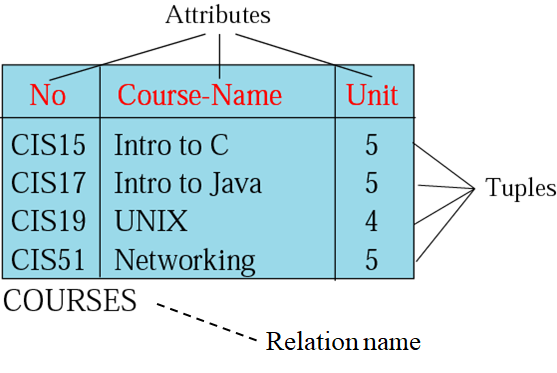 Attributes
No Course-Name Unit
CIS15 Intro to C 5
CIS17 Intro to Java 5
Tuples
CIS19 UNIX 4
CIS51 Networking 5
COURSES
Relation name